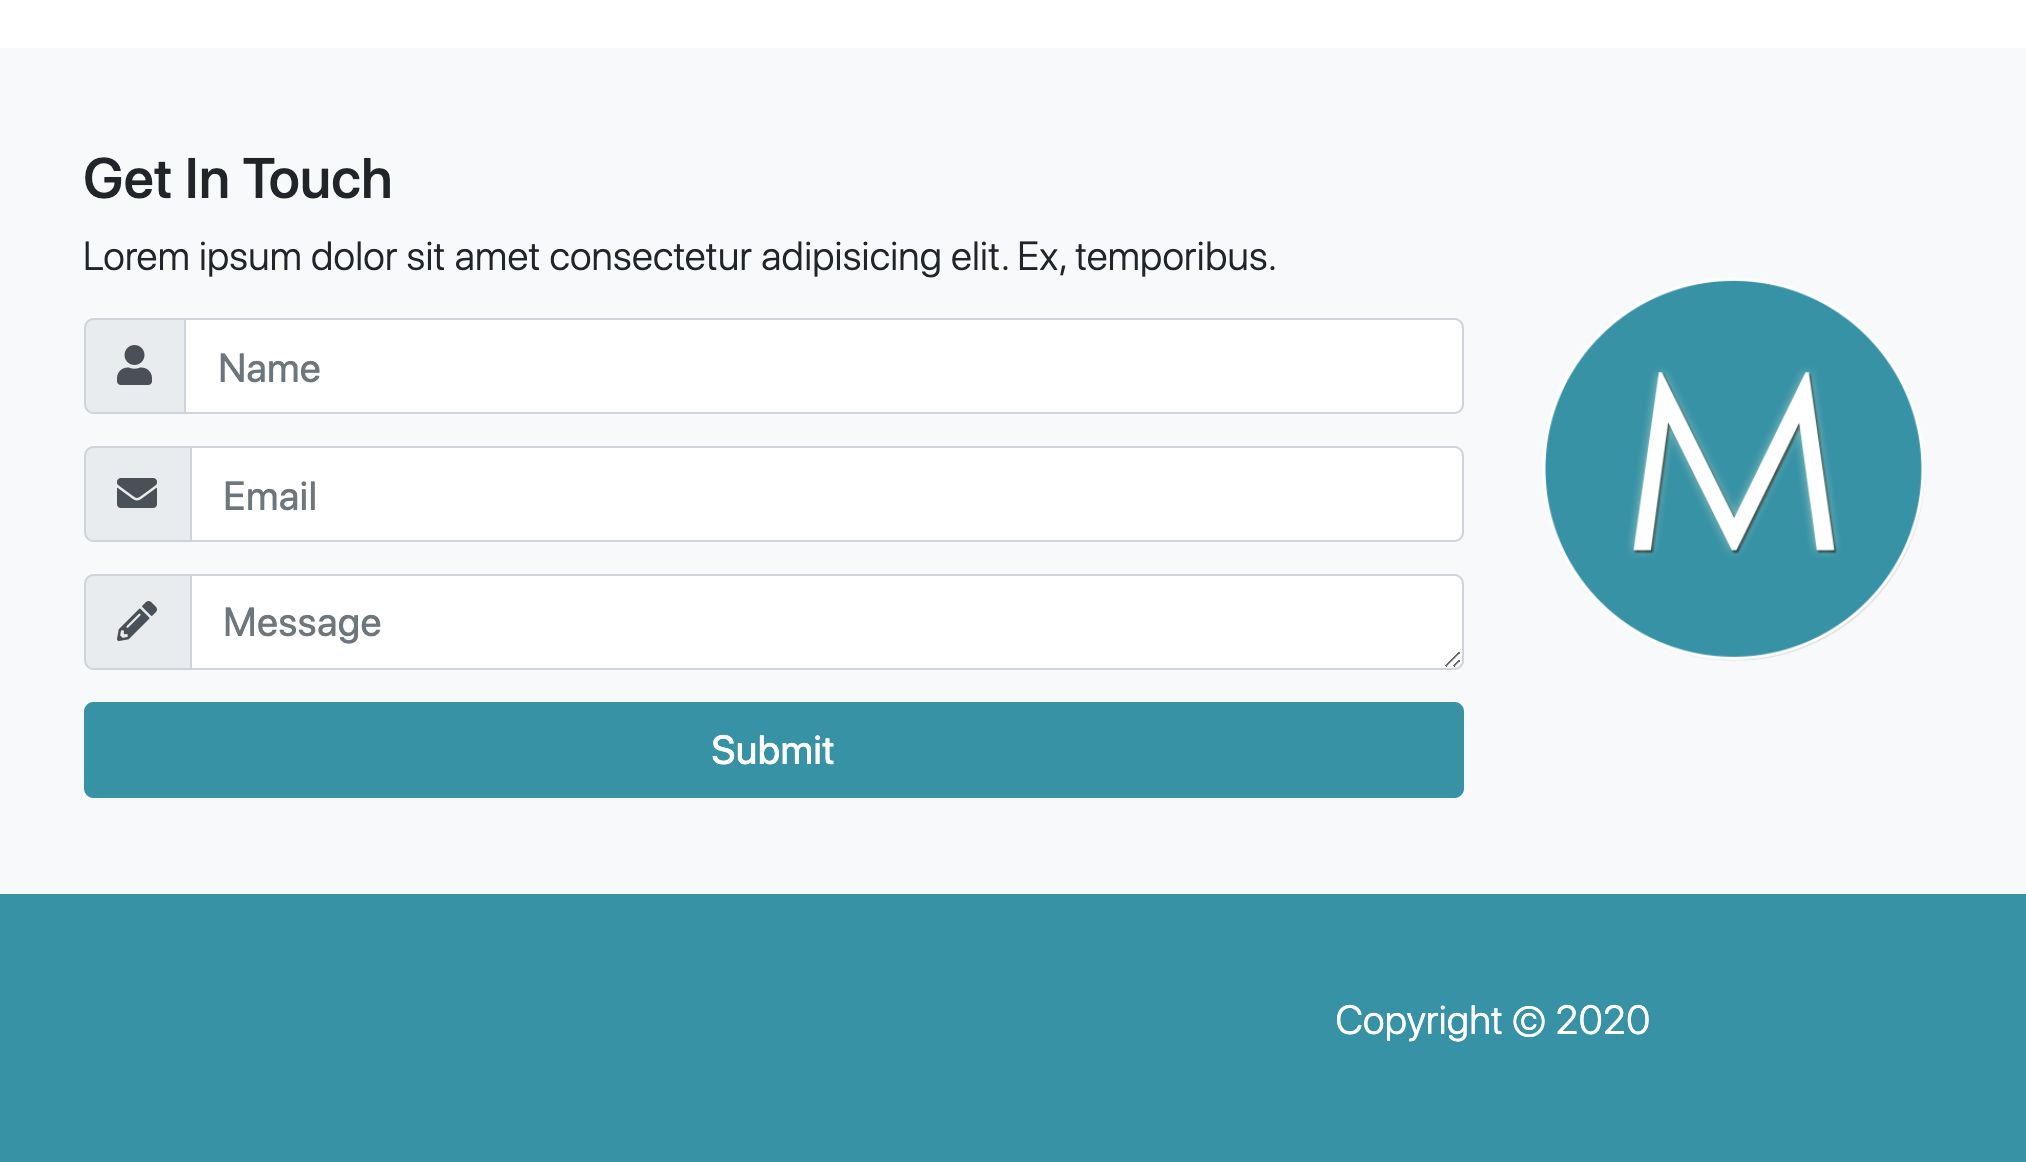 Get In Touch
Lorem ipsum dolor sit amet consectetur adipisicing elit. Ex, temporibus.
Name
Email
Message
M
Submit
Copyright © 2020